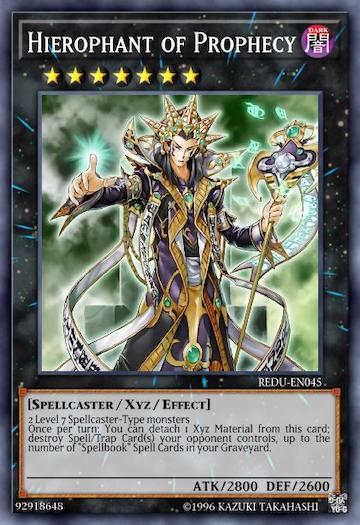 HIEROPHANT OF PROPHECY
DARK
闇
REDU-EN045
[SPELLCASTER / XYZ / EFFECT]
2 Level 7 Spellcaster-Type monsters
Once per turn: You can detach 1 Xyz Material from this card;
destroy Spell/Trap Card(s) your opponent controls, up to the
number of "Spellbook" Spell Cards in your Graveyard.
ATK/2800 DEF/2600
92918648
©1996 KAZUKI TAKAHASHI